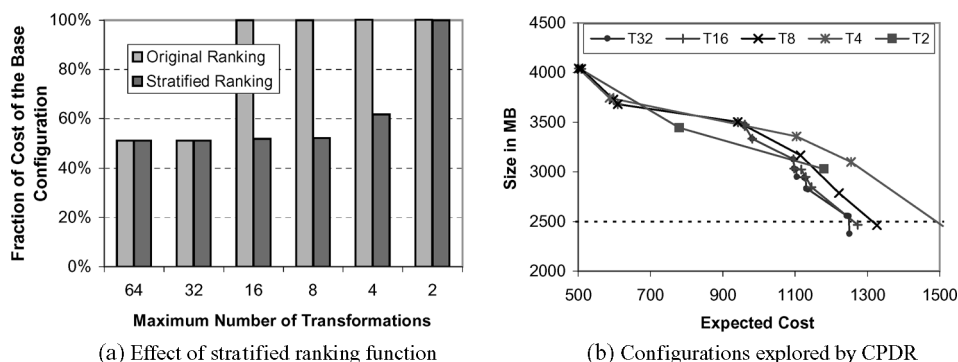 Fraction of Cost of the Base
Configuration
100%
80%
60%
40%
20%
0%
Original Ranking
Stratified Ranking
64 32 16 8 4 2
Maximum Number of Transformations
(a) Effect of stratified ranking function
Size in MB
4500
4000
3500
3000
2500
2000
T32 T16 T8 T4 T2
500 700 900 1100 1300 1500
Expected Cost
(b) Configurations explored by CPDR